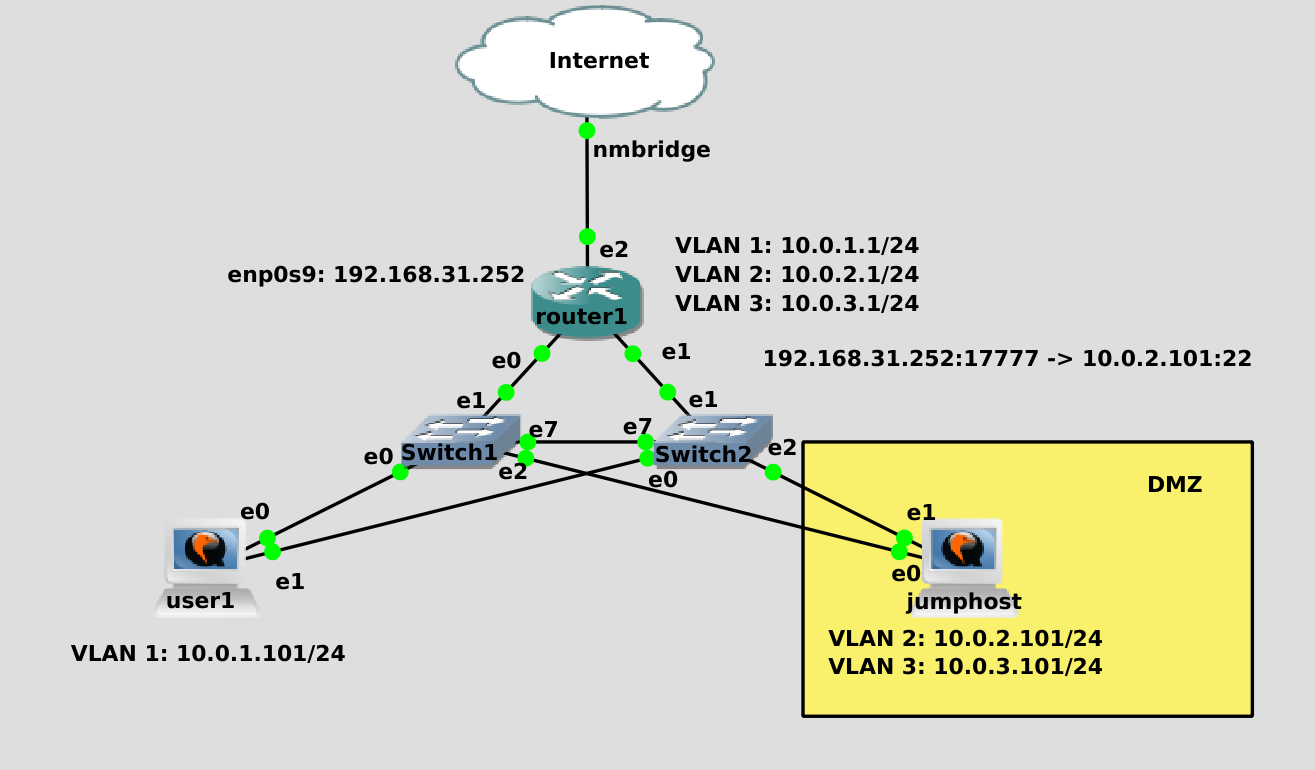 Internet
nmbridge
e2
VLAN 1: 10.0.1.1/24
enp0s9: 192.168.31.252
VLAN 2: 10.0.2.1/24
VLAN 3: 10.0.3.1/24
router1
e0
e1
192.168.31.252:17777 -> 10.0.2.101:22
e1
e1
e7
e7
e0
Switch1
Switch2
e2
e2
e0
DMZ
e0
e1
e1
e0
user1
jumphost
VLAN 1: 10.0.1.101/24
VLAN 2: 10.0.2.101/24
VLAN 3: 10.0.3.101/24